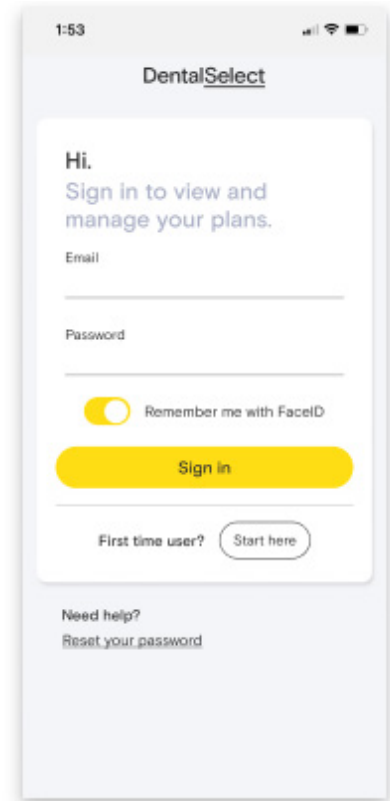 1:53
DentalSelect
Hi.
Sign in to view and
manage your plans.
Email
Password
Remember me with FaceID
Sign in
First time user? Start here
Need help?
Reset your password